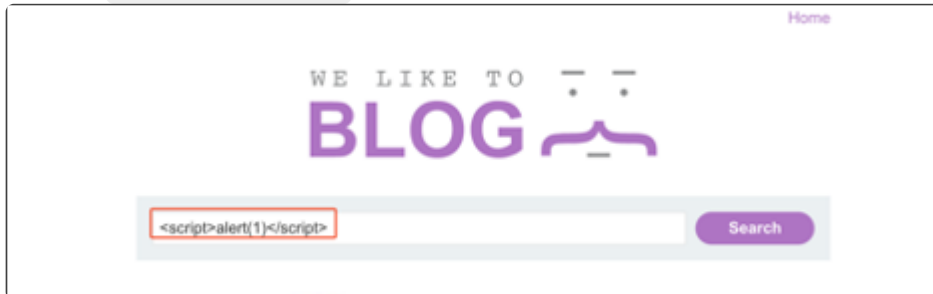 Home
WE LIKE TO
BLOG
<script>alert(1)</script>
Search